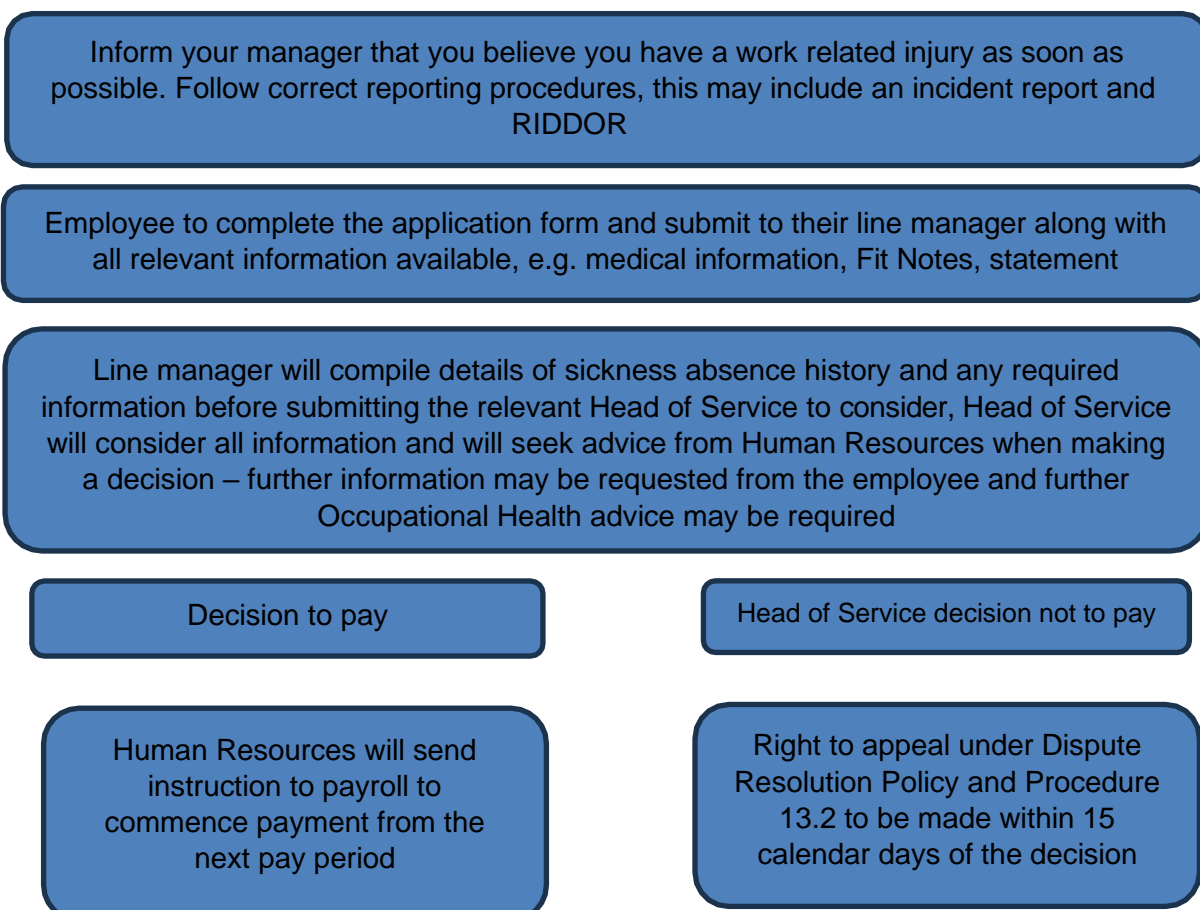 Inform your manager that you believe you have a work related injury as soon as
possible. Follow correct reporting procedures, this may include an incident report and
RIDDOR
Employee to complete the application form and submit to their line manager along with
all relevant information available, e.g. medical information, Fit Notes, statement
Line manager will compile details of sickness absence history and any required
information before submitting the relevant Head of Service to consider, Head of Service
will consider all information and will seek advice from Human Resources when making
a decision – further information may be requested from the employee and further
Occupational Health advice may be required
Decision to pay
Head of Service decision not to pay
Human Resources will send
instruction to payroll to
commence payment from the
next pay period
Right to appeal under Dispute
Resolution Policy and Procedure
13.2 to be made within 15
calendar days of the decision